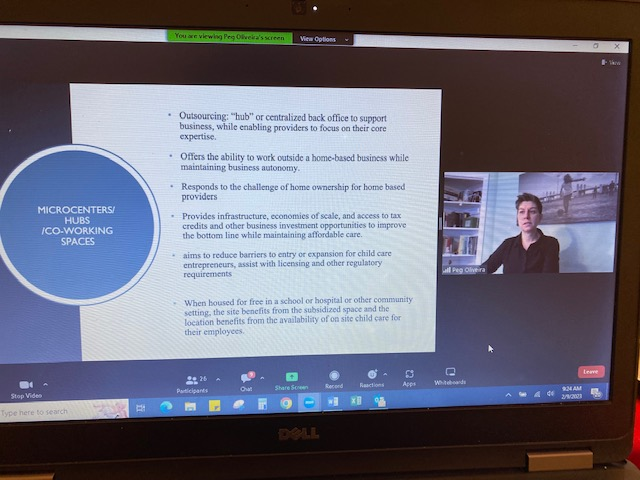 You are viewing Peg Oliveira's screen
View Options
View
MICROCENTERS/
HUBS
/CO-WORKING
SPACES
• Outsourcing: "hub" or centralized back office to support
business, while enabling providers to focus on their core
expertise.
• Offers the ability to work outside a home-based business while
maintaining business autonomy.
• Responds to the challenge of home ownership for home based
providers
• Provides infrastructure, economies of scale, and access to tax
credits and other business investment opportunities to improve
the bottom line while maintaining affordable care.
• aims to reduce barriers to entry or expansion for child care
entrepreneurs, assist with licensing and other regulatory
requirements
• When housed for free in a school or hospital or other community
setting, the site benefits from the subsidized space and the
location benefits from the availability of on site child care for
their employees.
Peg Oliveira
Stop Video
Participants
26
Chat
Share Screen
Record
Reactions
Apps
Whiteboards
Leave
Type here to search
9:24 AM
2/9/2023
DELL